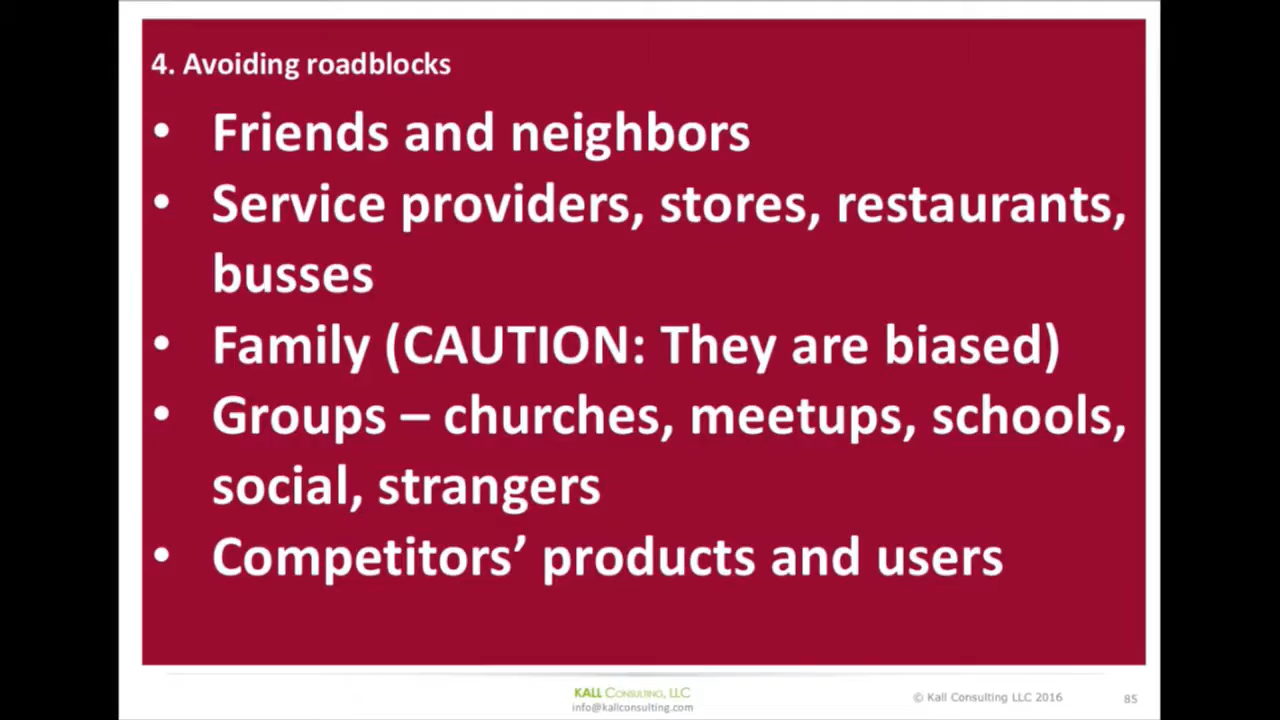 4. Avoiding roadblocks
• Friends and neighbors
• Service providers, stores, restaurants,
busses
• Family (CAUTION: They are biased)
• Groups – churches, meetups, schools,
social, strangers
• Competitors’ products and users
KALL CONSULTING, LLC
info@kallconsulting.com
© Kall Consulting LLC 2016
85